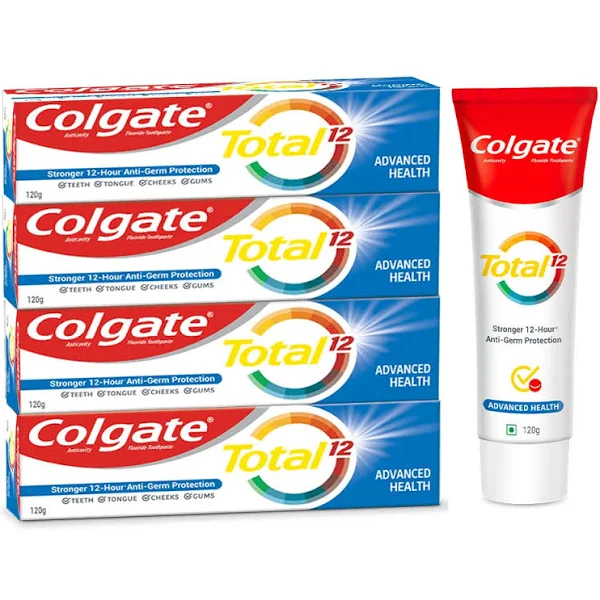 Colgate®
Anticavity Fluoride Toothpaste
Total 12
ADVANCED
HEALTH
Stronger 12-Hour* Anti-Germ Protection
TEETH TONGUE CHEEKS GUMS
120g
Colgate®
Anticavity Fluoride Toothpaste
Total 12
ADVANCED
HEALTH
Stronger 12-Hour* Anti-Germ Protection
TEETH TONGUE CHEEKS GUMS
120g
Colgate®
Anticavity Fluoride Toothpaste
Total 12
ADVANCED
HEALTH
Stronger 12-Hour* Anti-Germ Protection
TEETH TONGUE CHEEKS GUMS
120g
Colgate®
Anticavity Fluoride Toothpaste
Total 12
ADVANCED
HEALTH
Stronger 12-Hour* Anti-Germ Protection
TEETH TONGUE CHEEKS GUMS
120g
Colgate®
Anticavity Fluoride Toothpaste
Total 12
Stronger 12-Hour*
Anti-Germ Protection
ADVANCED HEALTH
120g